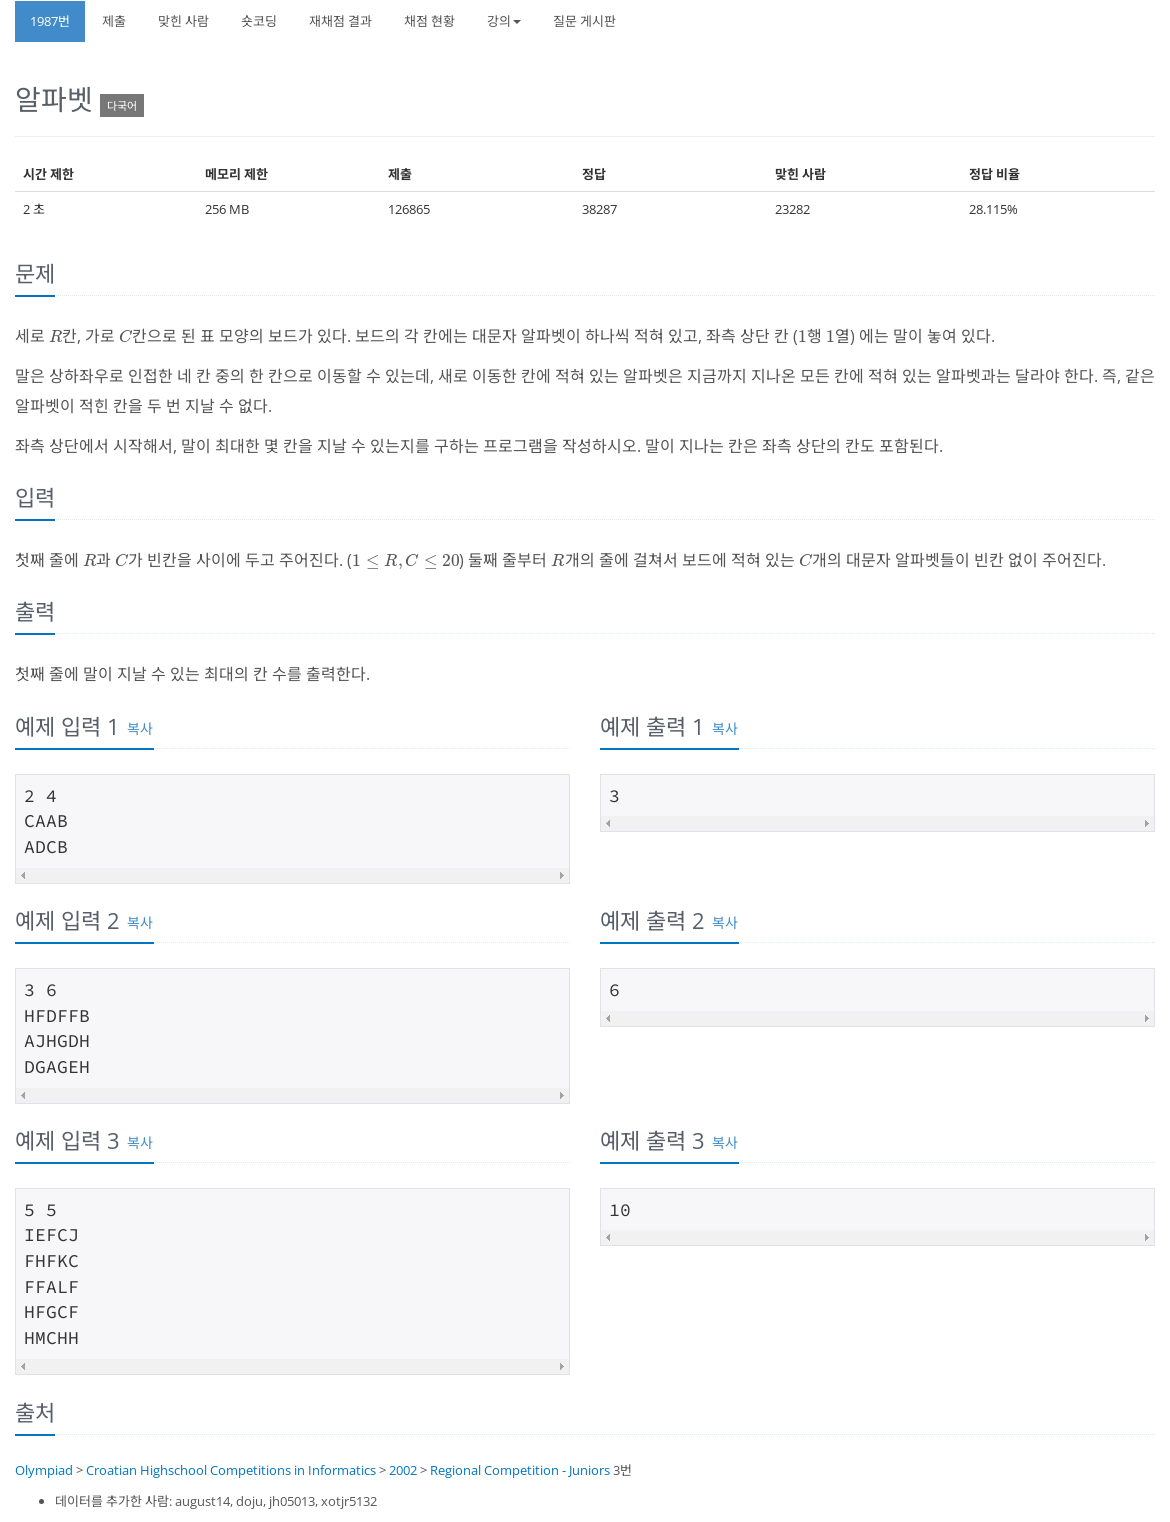 1987번 제출 맞힌 사람 숏코딩 재채점 결과 채점 현황 강의 질문 게시판
알파벳 다국어
시간 제한 메모리 제한 제출 정답 맞힌 사람 정답 비율
2 초 256 MB 126865 38287 23282 28.115%
문제
세로 R칸, 가로 C칸으로 된 표 모양의 보드가 있다. 보드의 각 칸에는 대문자 알파벳이 하나씩 적혀 있고, 좌측 상단 칸 (1행 1열) 에는 말이 놓여 있다.
말은 상하좌우로 인접한 네 칸 중의 한 칸으로 이동할 수 있는데, 새로 이동한 칸에 적혀 있는 알파벳은 지금까지 지나온 모든 칸에 적혀 있는 알파벳과는 달라야 한다. 즉, 같은
알파벳이 적힌 칸을 두 번 지날 수 없다.
좌측 상단에서 시작해서, 말이 최대한 몇 칸을 지날 수 있는지를 구하는 프로그램을 작성하시오. 말이 지나는 칸은 좌측 상단의 칸도 포함된다.
입력
첫째 줄에 R과 C가 빈칸을 사이에 두고 주어진다. (1 ≤ R, C ≤ 20) 둘째 줄부터 R개의 줄에 걸쳐서 보드에 적혀 있는 C개의 대문자 알파벳들이 빈칸 없이 주어진다.
출력
첫째 줄에 말이 지날 수 있는 최대의 칸 수를 출력한다.
예제 입력 1 복사
2 4
CAAB
ADCB
예제 출력 1 복사
3
예제 입력 2 복사
3 6
HFDFFB
AJHGDH
DGAGEH
예제 출력 2 복사
6
예제 입력 3 복사
5 5
IEFCJ
FHFKC
FFALF
HFGCF
HMCHH
예제 출력 3 복사
10
출처
Olympiad > Croatian Highschool Competitions in Informatics > 2002 > Regional Competition - Juniors 3번
데이터를 추가한 사람: august14, doju, jh05013, xotjr5132